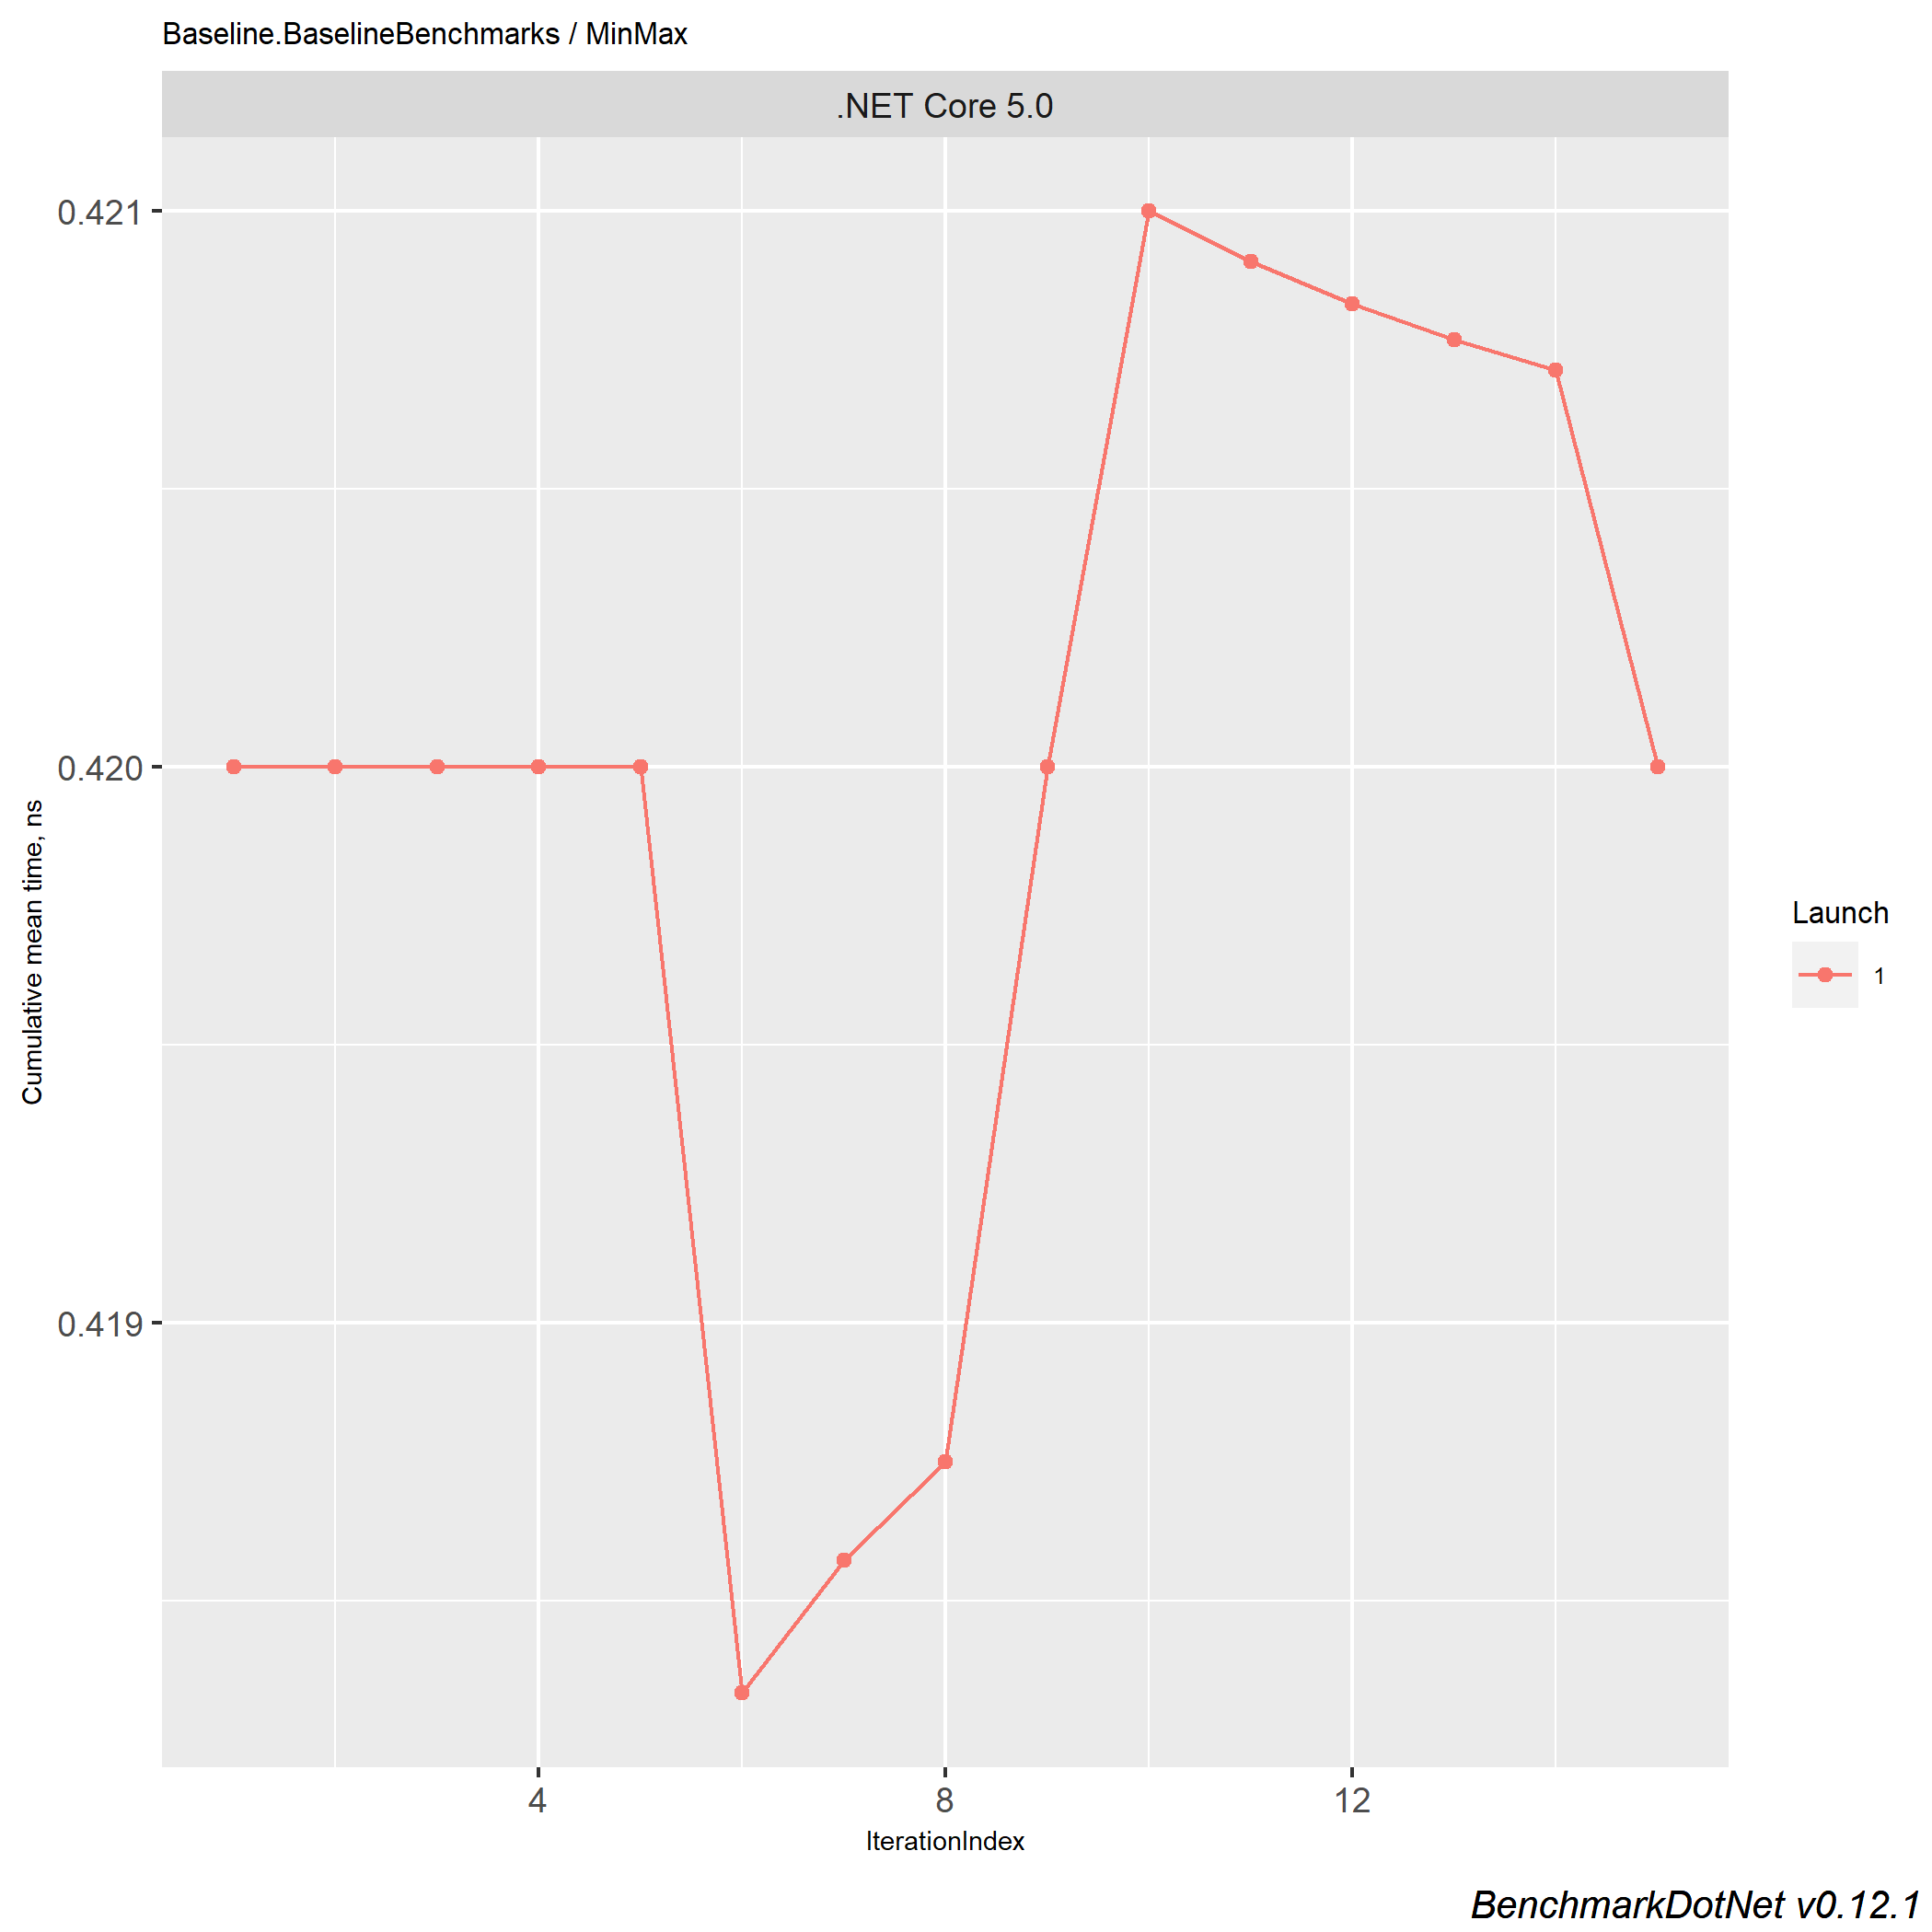 Baseline.BaselineBenchmarks / MinMax
.NET Core 5.0
0.421
0.420
0.419
Cumulative mean time, ns
4
8
12
IterationIndex
Launch
1
BenchmarkDotNet v0.12.1